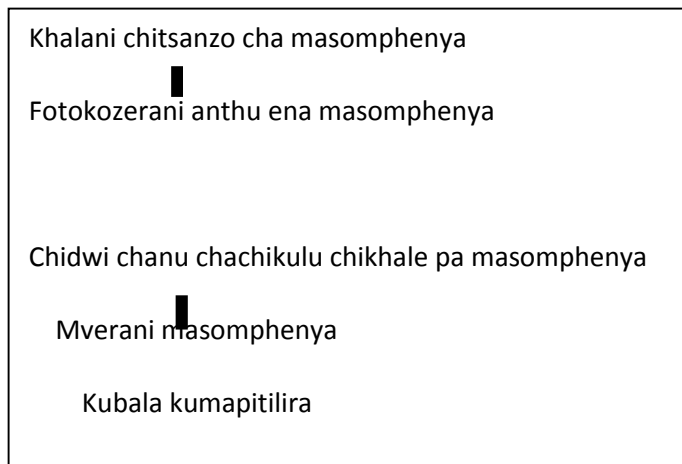 Khalani chitsanzo cha masomphenya
Fotokozerani anthu ena masomphenya
Chidwi chanu chachikulu chikhale pa masomphenya
Mverani masomphenya
Kubala kumapitilira